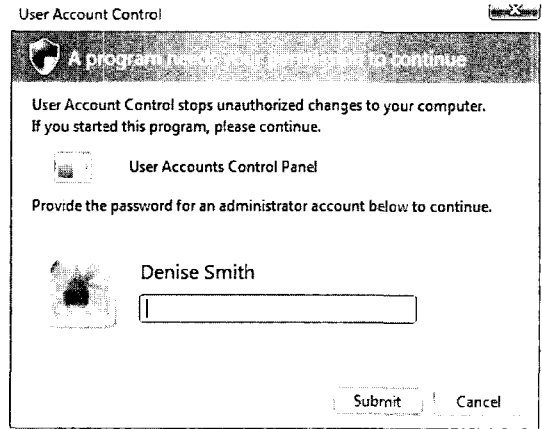 User Account Control
A program needs your permission to continue
User Account Control stops unauthorized changes to your computer.
If you started this program, please continue.
User Accounts Control Panel
Provide the password for an administrator account below to continue.
Denise Smith
Submit Cancel